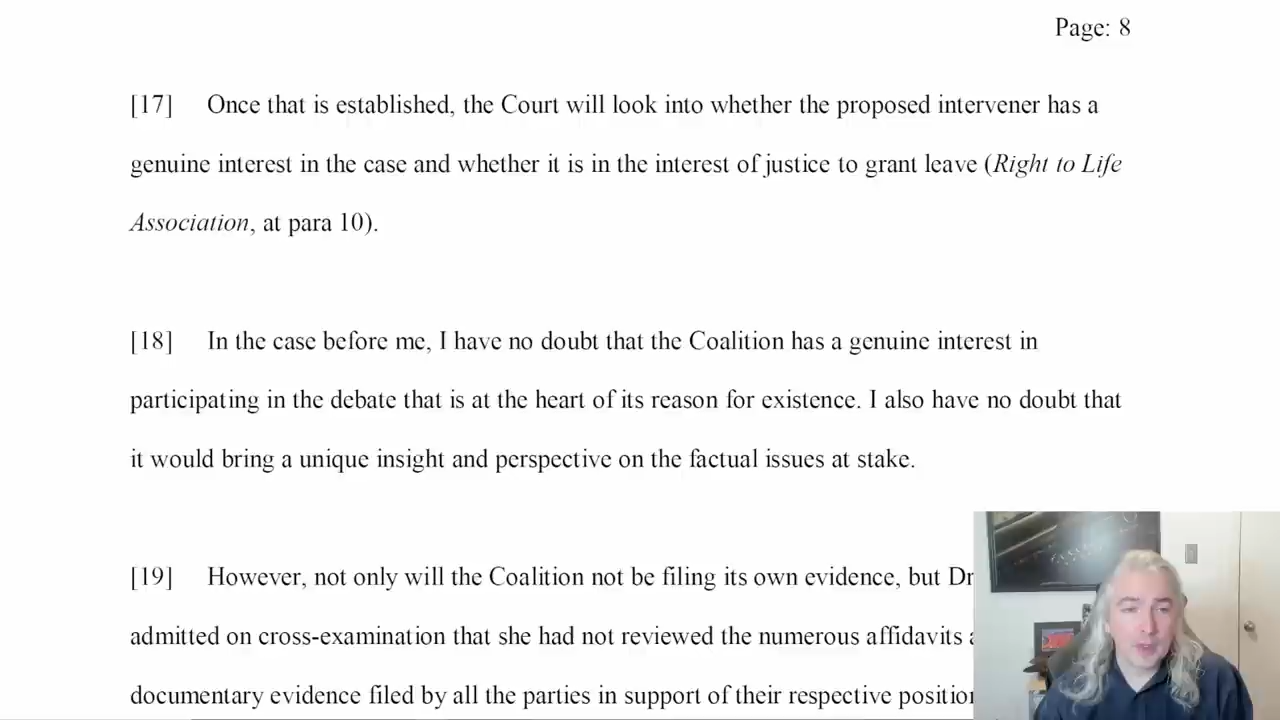 Page: 8
[17] Once that is established, the Court will look into whether the proposed intervener has a
genuine interest in the case and whether it is in the interest of justice to grant leave (Right to Life
Association, at para 10).
[18] In the case before me, I have no doubt that the Coalition has a genuine interest in
participating in the debate that is at the heart of its reason for existence. I also have no doubt that
it would bring a unique insight and perspective on the factual issues at stake.
[19] However, not only will the Coalition not be filing its own evidence, but Dr
admitted on cross-examination that she had not reviewed the numerous affidavits
documentary evidence filed by all the parties in support of their respective